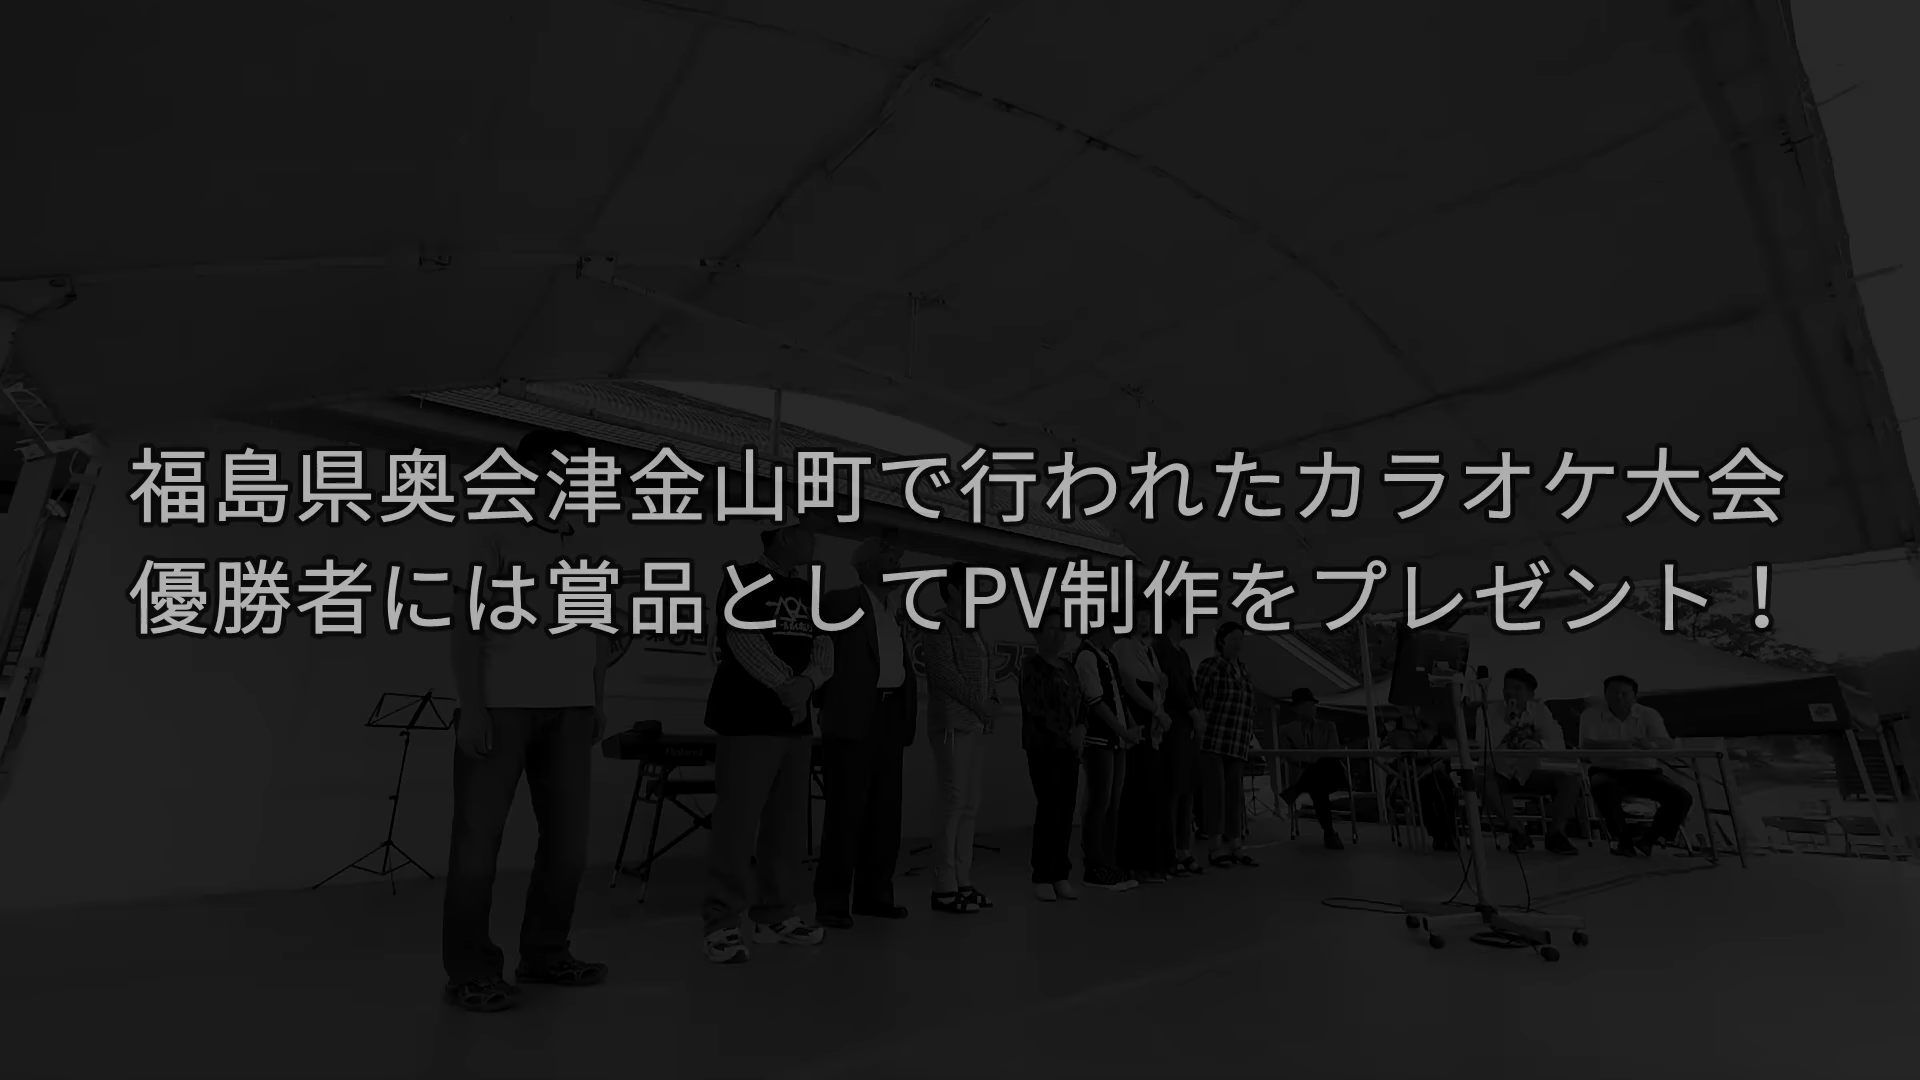 福島県奥会津金山町で行われたカラオケ大会
優勝者には賞品としてPV制作をプレゼント！
Roland